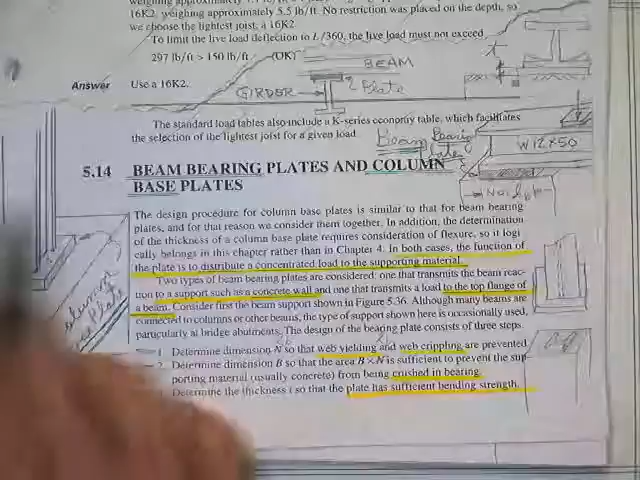 16K2, weighing approximately 5.5 lb/ft. No restriction was placed on the depth, so
we choose the lightest joist, a 16K2.
To limit the live load deflection to L/360, the live load must not exceed
297 lb/ft > 150 lb/ft (OK)
BEAM
Plate
GIRDER
t
Answer Use a 16K2.
The standard load tables also include a K-series economy table, which facilitates
the selection of the lightest joist for a given load.
Beam Bearing
Plates
W12X50
5.14 BEAM BEARING PLATES AND COLUMN
BASE PLATES
The design procedure for column base plates is similar to that for beam bearing
plates, and for that reason we consider them together. In addition, the determination
of the thickness of a column base plate requires consideration of flexure, so it logi
cally belongs in this chapter rather than in Chapter 4. In both cases, the function of
the plate is to distribute a concentrated load to the supporting material.
Two types of beam bearing plates are considered: one that transmits the beam reac-
tion to a support such as a concrete wall and one that transmits a load to the top flange of
a beam. Consider first the beam support shown in Figure 5.36. Although many beams are
connected to columns or other beams, the type of support shown here is occasionally used,
particularly at bridge abutments. The design of the bearing plate consists of three steps.
1. Determine dimension N so that web yielding and web crippling are prevented
2. Determine dimension B so that the area B × N is sufficient to prevent the sup
porting material (usually concrete) from being crushed in bearing.
Determine the thickness t so that the plate has sufficient bending strength.